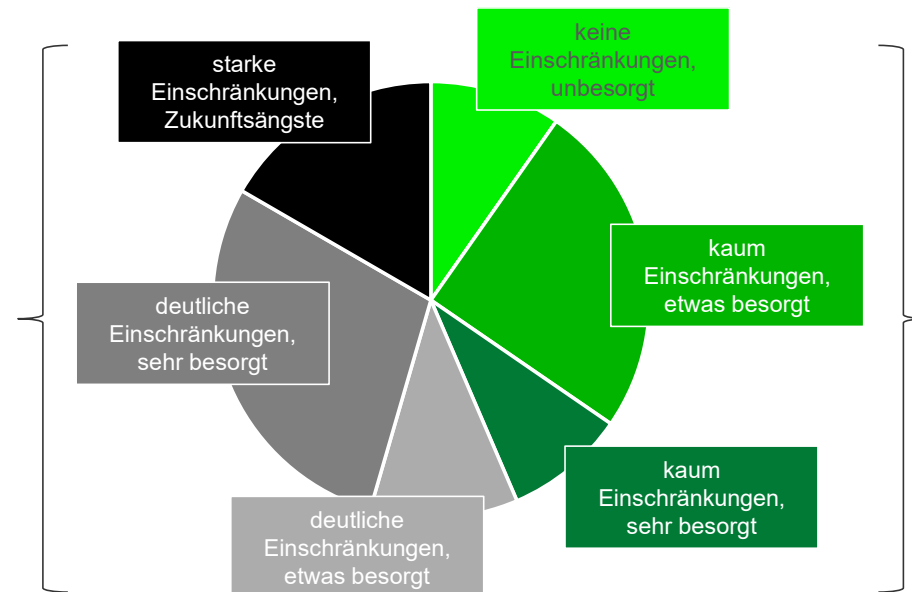 keine
Einschränkungen,
unbesorgt
starke
Einschränkungen,
Zukunftsängste
kaum
Einschränkungen,
etwas besorgt
deutliche
Einschränkungen,
sehr besorgt
kaum
Einschränkungen,
sehr besorgt
deutliche
Einschränkungen,
etwas besorgt